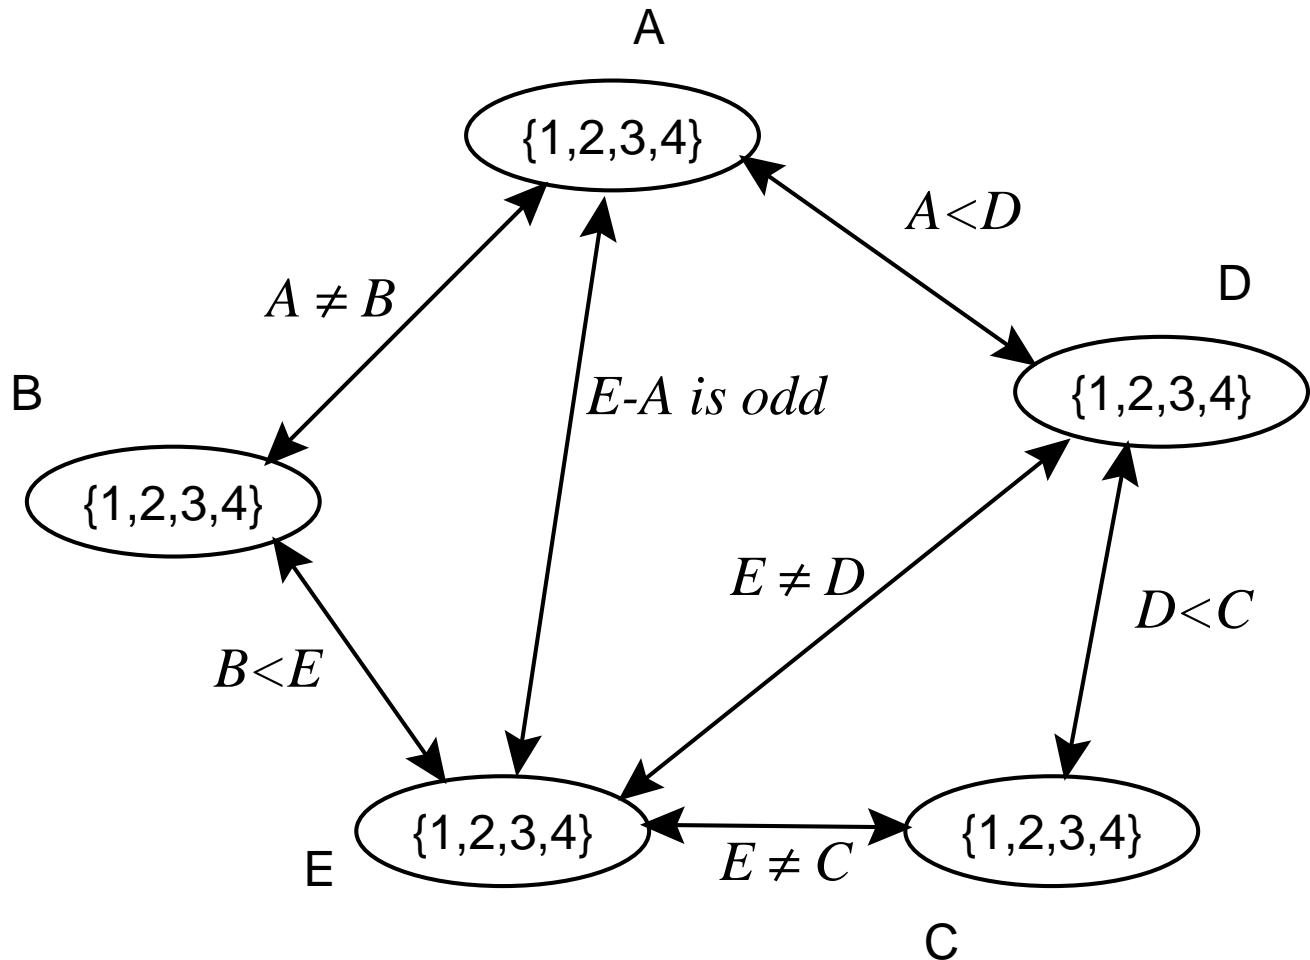 A
{1,2,3,4}
A<D
D
A ≠ B
B
E-A is odd
{1,2,3,4}
{1,2,3,4}
E ≠ D
D<C
B<E
{1,2,3,4}
{1,2,3,4}
E ≠ C
E
C